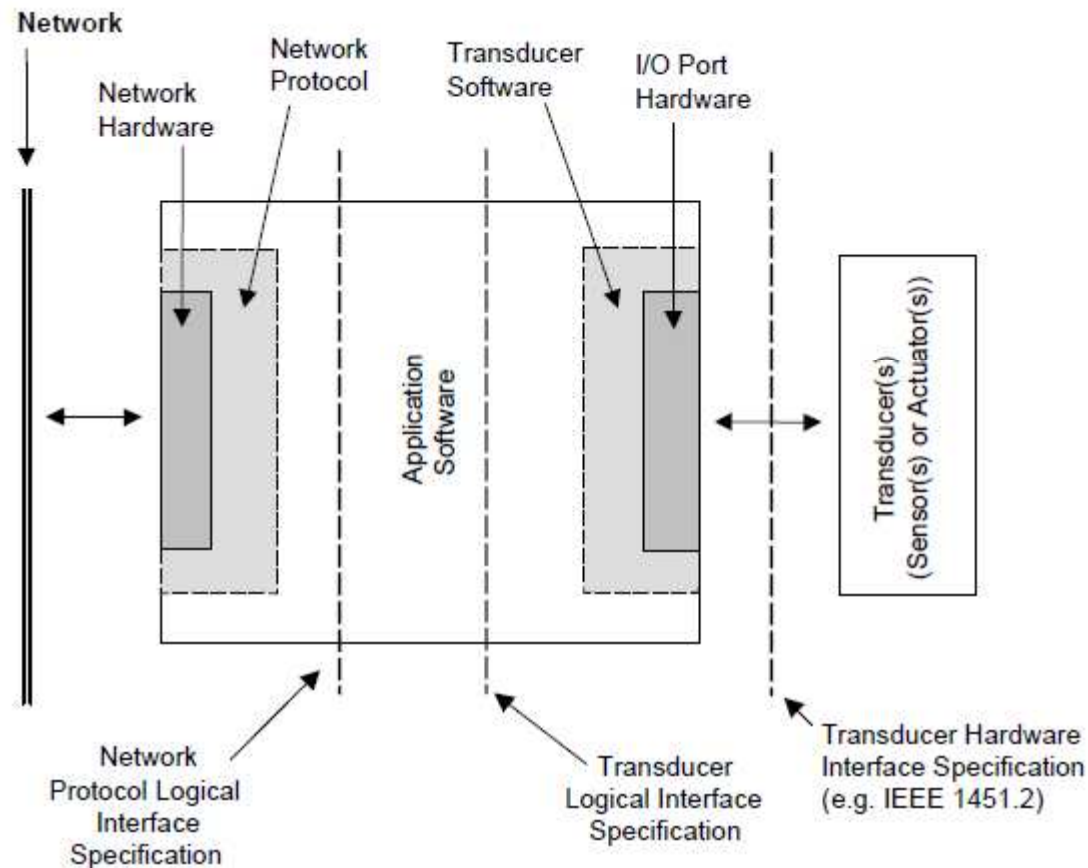 Network
Network
Hardware
Network
Protocol
Transducer
Software
I/O Port
Hardware
Application
Software
Transducer(s)
(Sensor(s) or Actuator(s))
Network
Protocol Logical
Interface
Specification
Transducer
Logical Interface
Specification
Transducer Hardware
Interface Specification
(e.g. IEEE 1451.2)